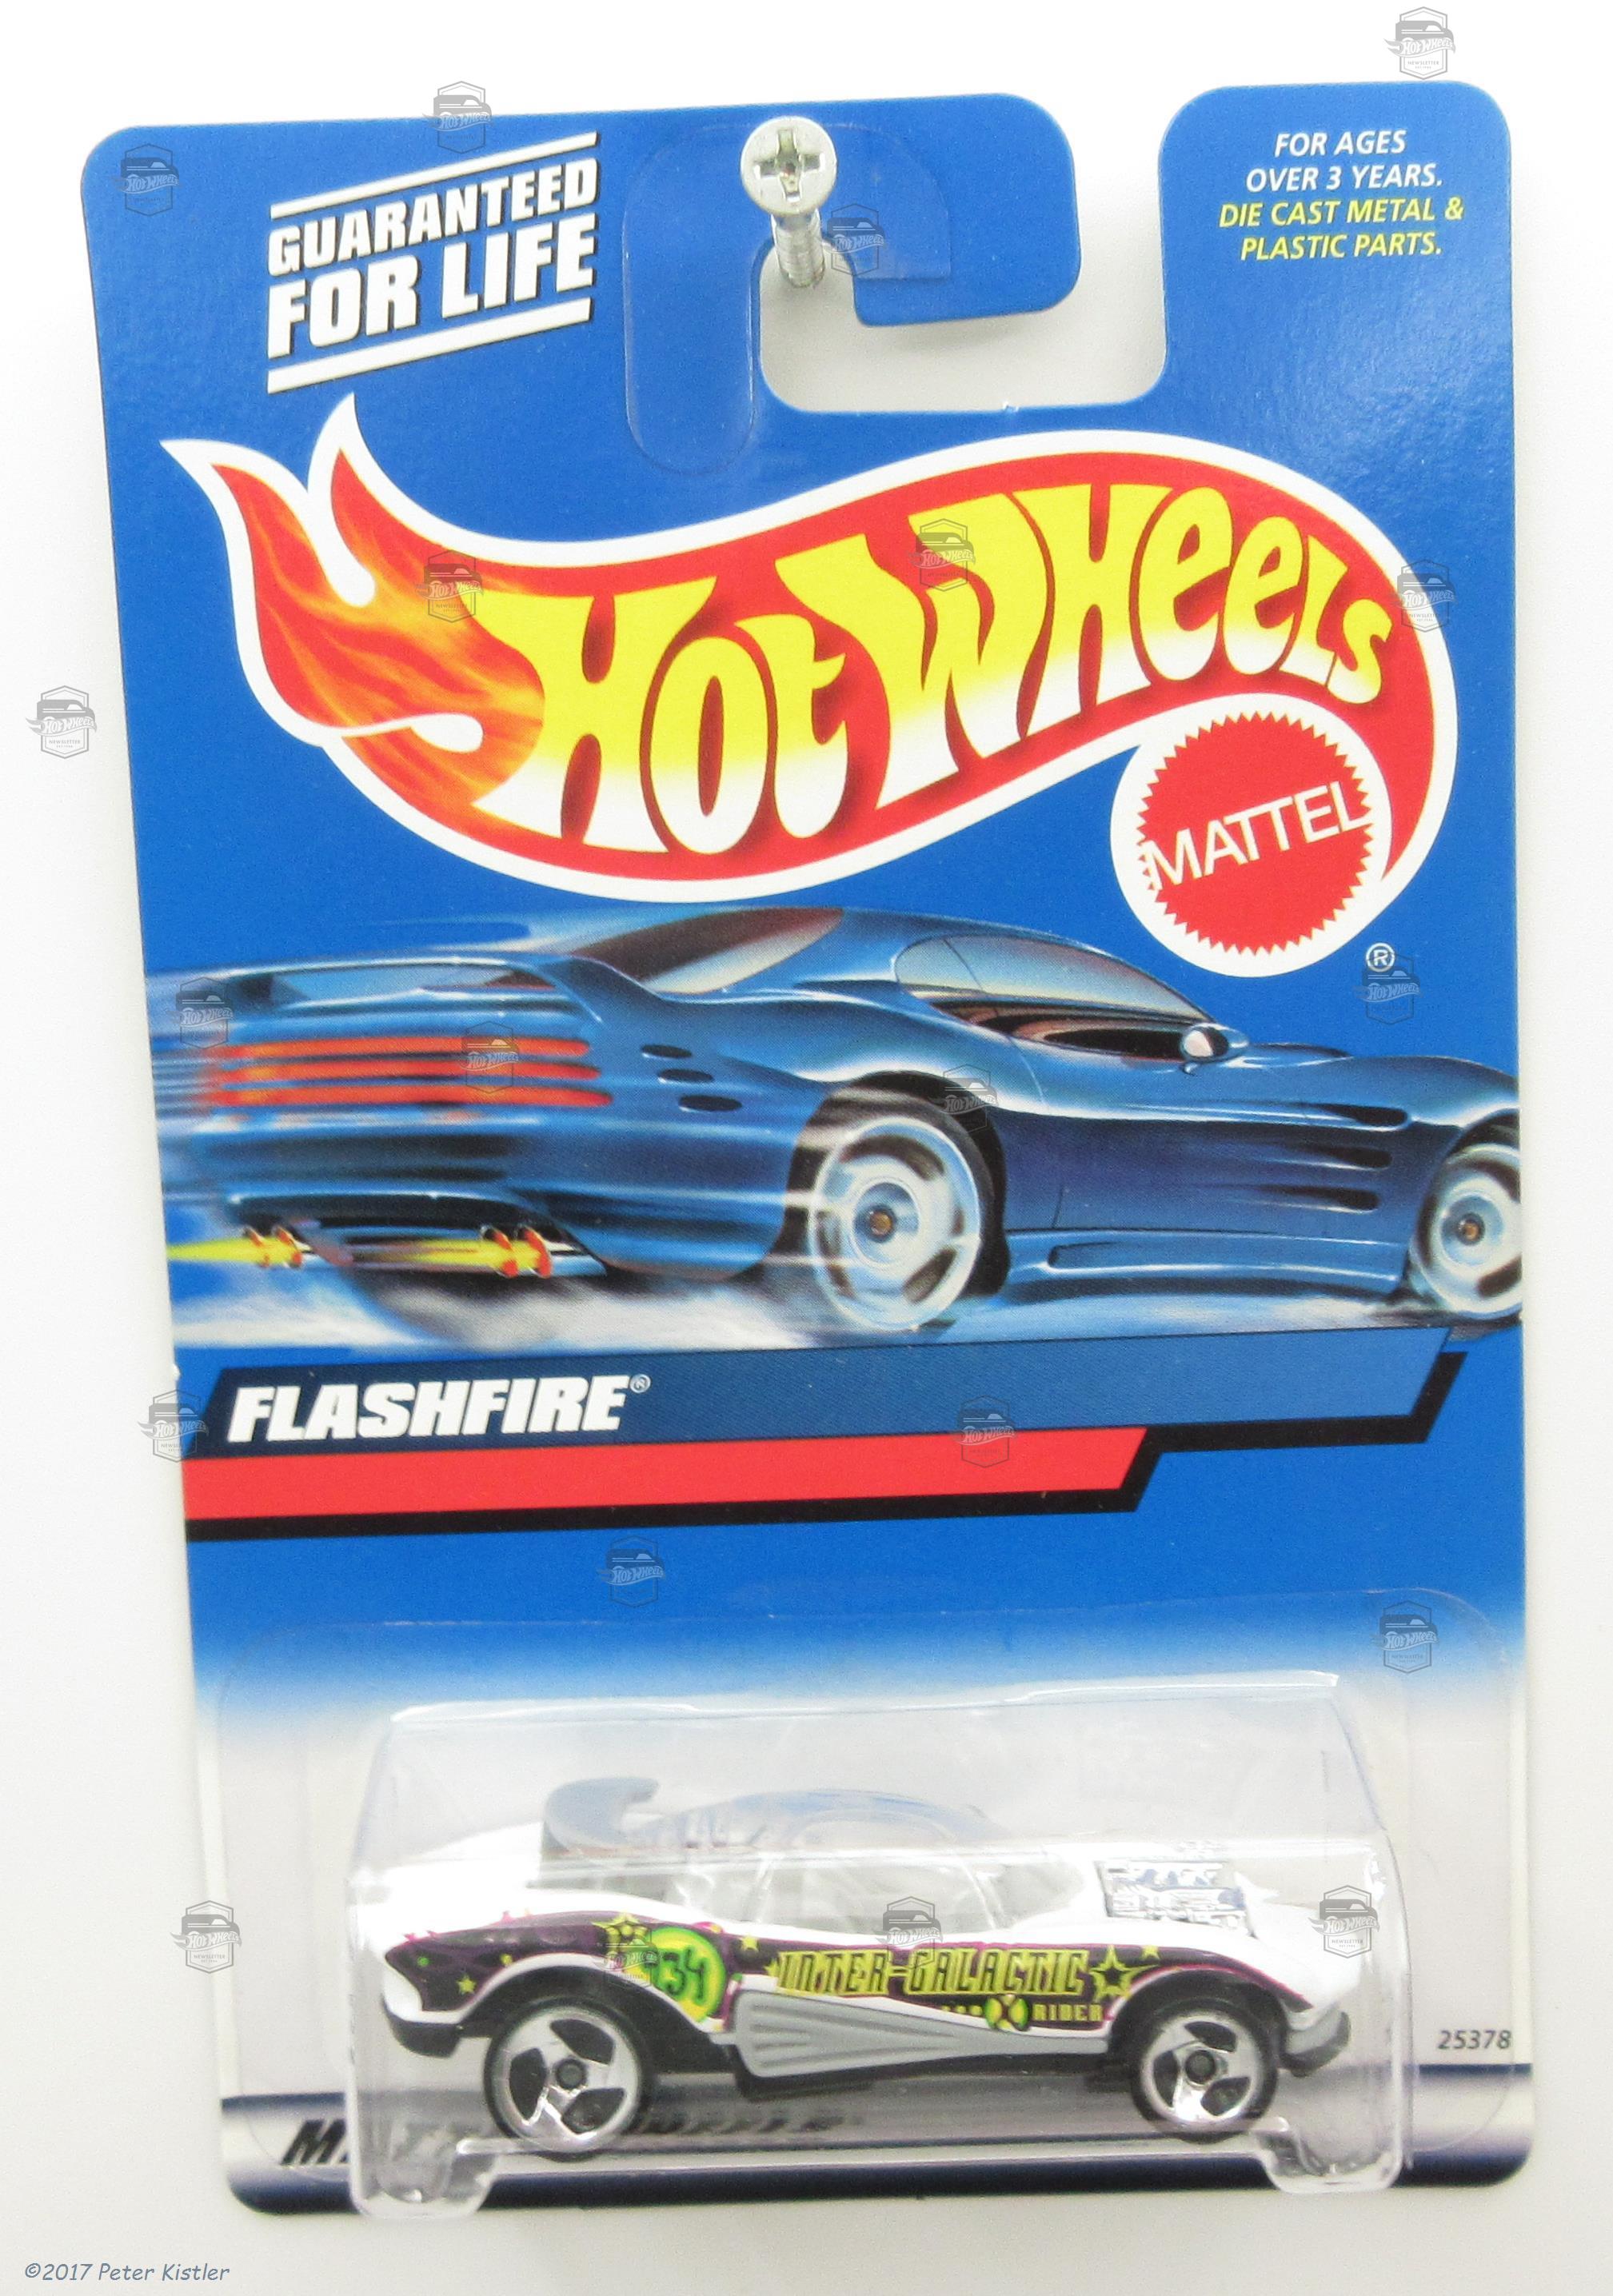 GUARANTEED
FOR LIFE
FOR AGES
OVER 3 YEARS.
DIE CAST METAL &
PLASTIC PARTS.
HOT WHEELS
MATTEL
®
FLASHFIRE®
34
INTER-GALACTIC
RIDER
25378
©2017 Peter Kistler